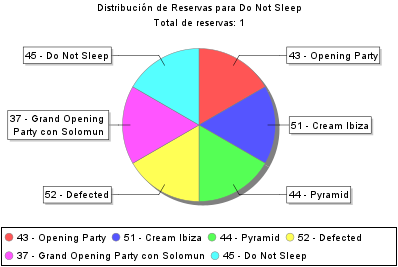 Distribución de Reservas para Do Not Sleep
Total de reservas: 1
45 - Do Not Sleep
43 - Opening Party
37 - Grand Opening
Party con Solomun
51 - Cream Ibiza
52 - Defected
44 - Pyramid
43 - Opening Party 51 - Cream Ibiza 44 - Pyramid 52 - Defected
37 - Grand Opening Party con Solomun 45 - Do Not Sleep